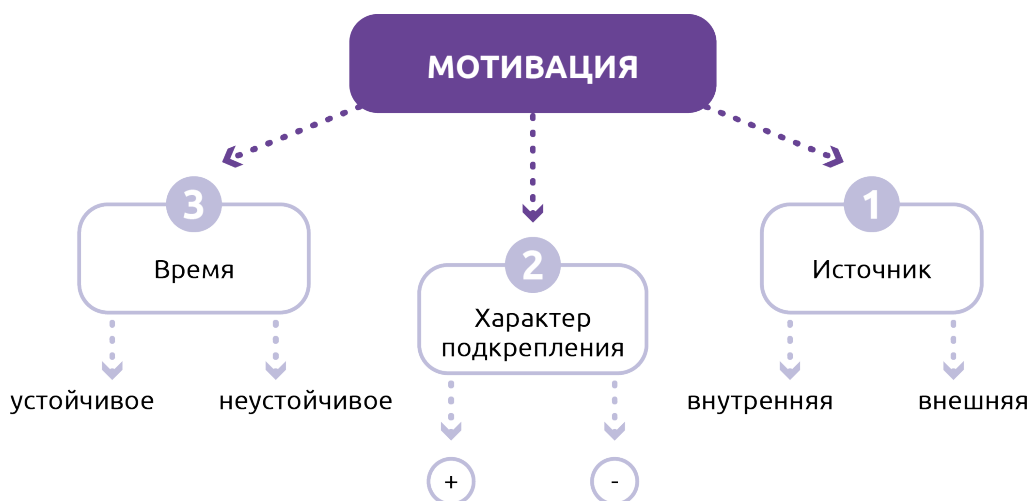 МОТИВАЦИЯ
3
Время
устойчивое
неустойчивое
2
Характер
подкрепления
+
-
1
Источник
внутренняя
внешняя